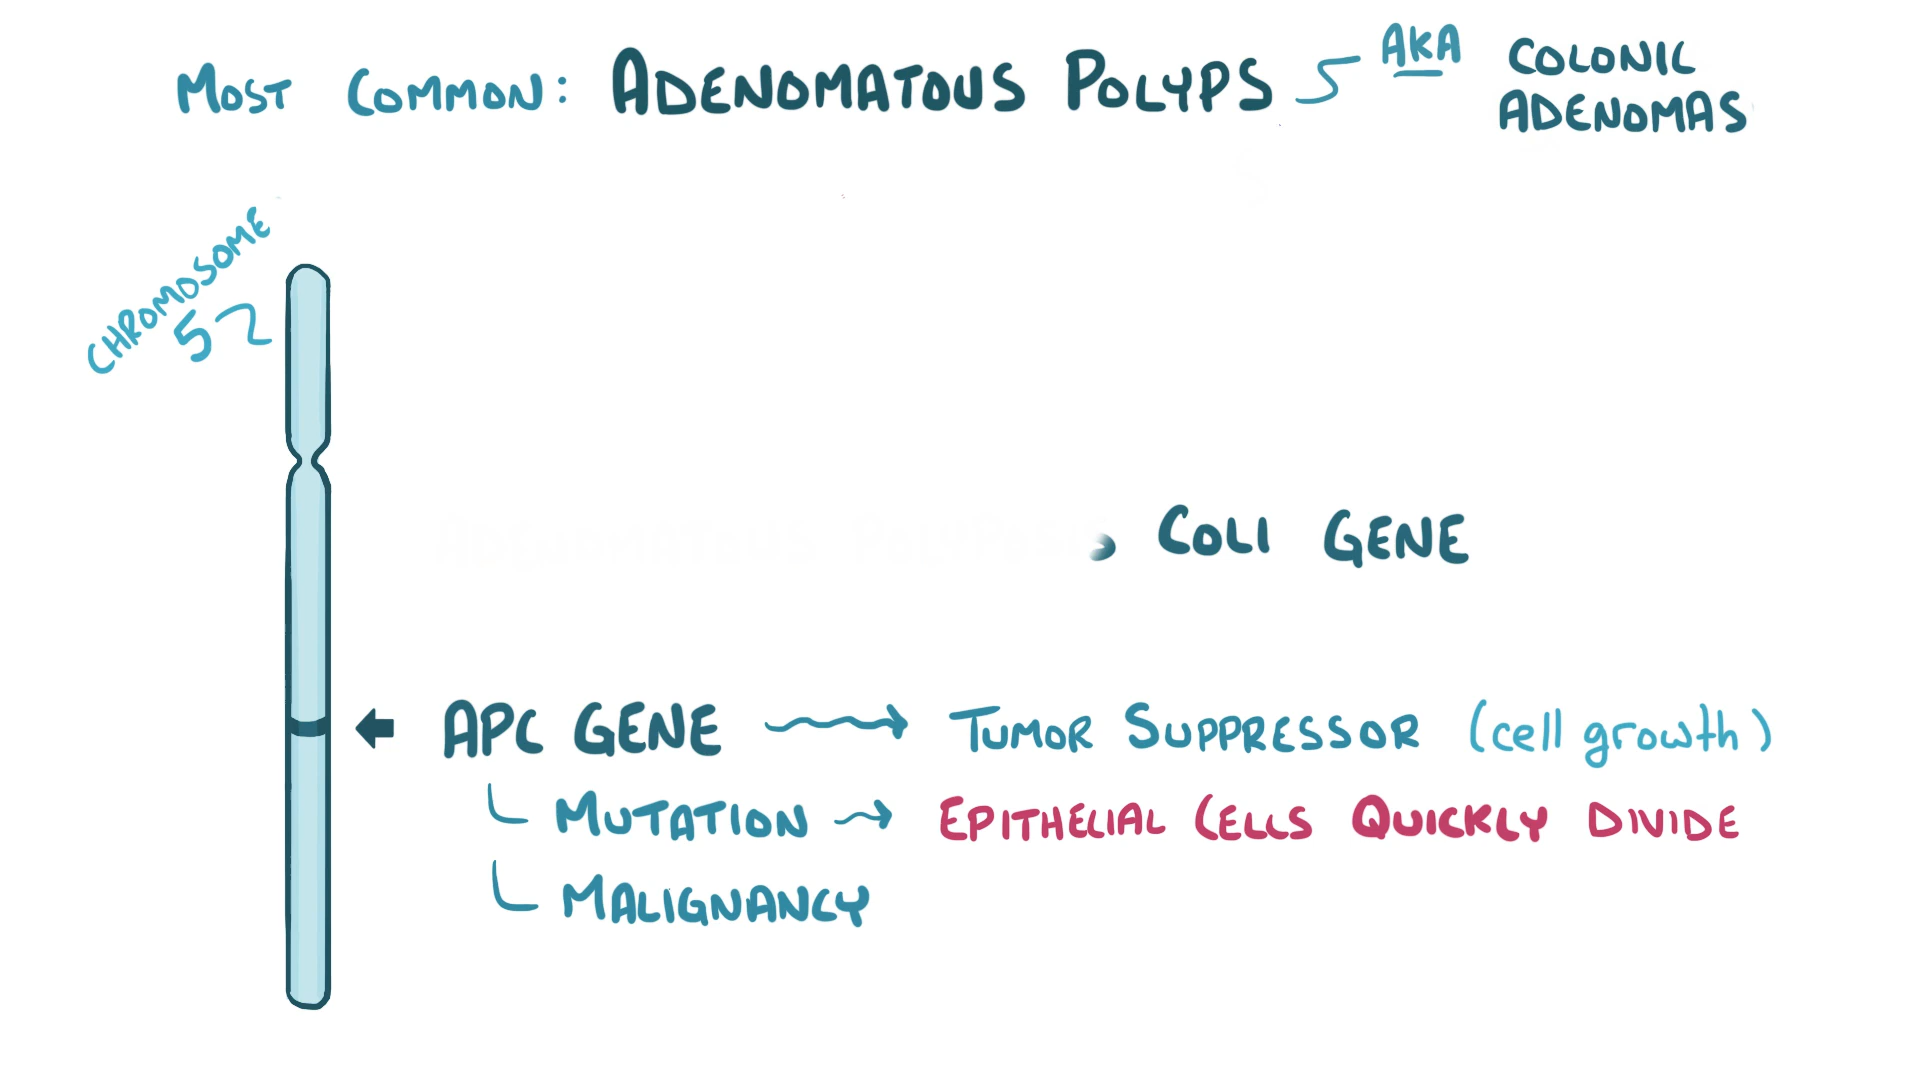 MOST COMMON: ADENOMATOUS POLYPS
AKA COLONIC
ADENOMAS
CHROMOSOME
5
COLI GENE
APC GENE → TUMOR SUPPRESSOR (cell growth)
MUTATION → EPITHELIAL CELLS QUICKLY DIVIDE
MALIGNANCY